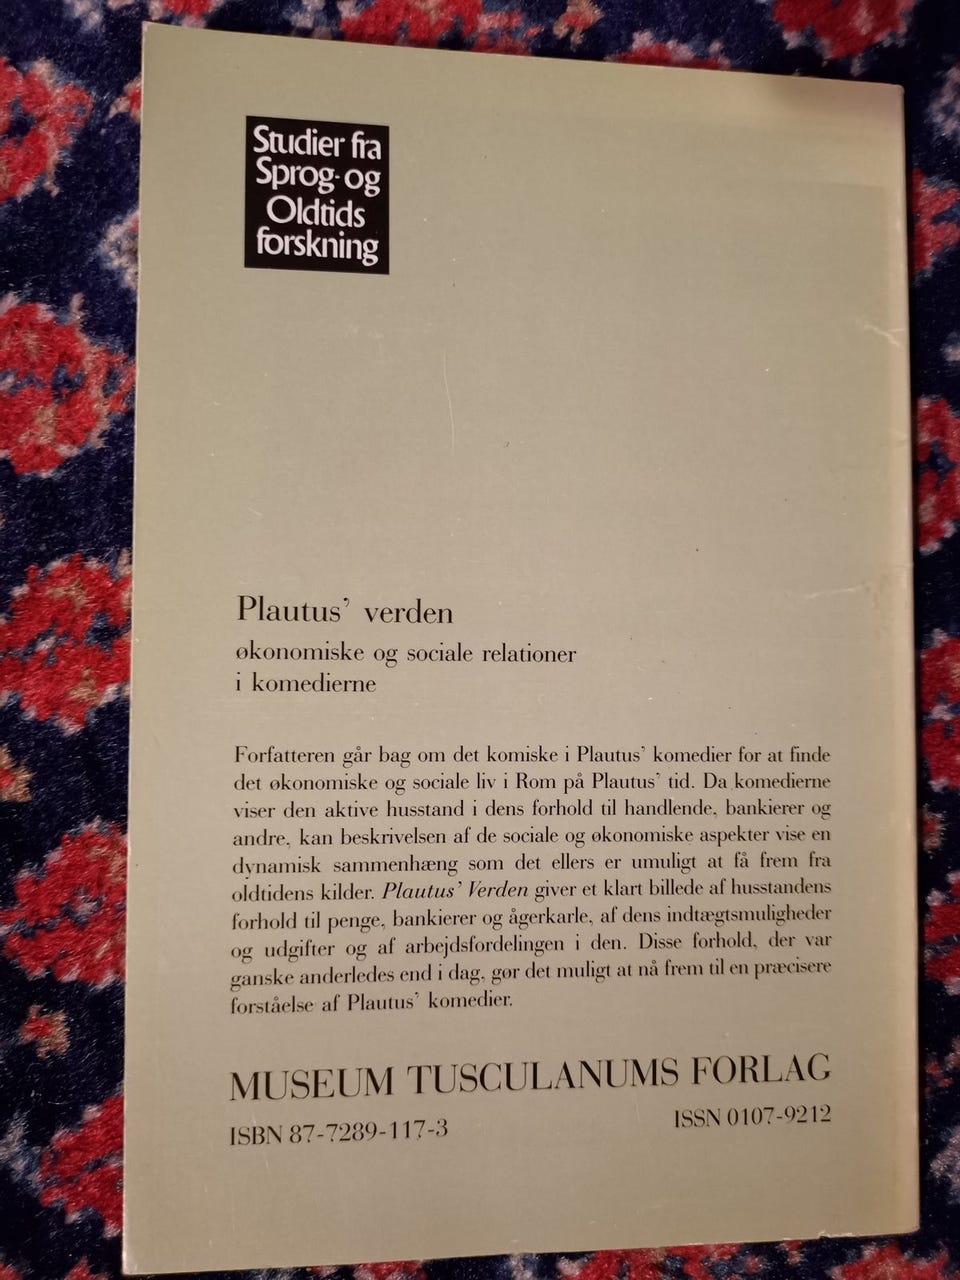 Studier fra
Sprog- og
Oldtids
forskning
Plautus' verden
økonomiske og sociale relationer
i komedierne
Forfatteren går bag om det komiske i Plautus' komedier for at finde
det økonomiske og sociale liv i Rom på Plautus' tid. Da komedierne
viser den aktive husstand i dens forhold til handlende, bankierer og
andre, kan beskrivelsen af de sociale og økonomiske aspekter vise en
dynamisk sammenhæng som det ellers er umuligt at få frem fra
oldtidens kilder. Plautus' Verden giver et klart billede af husstandens
forhold til penge, bankierer og ågerkarle, af dens indtægtsmuligheder
og udgifter og af arbejdsfordelingen i den. Disse forhold, der var
ganske anderledes end i dag, gør det muligt at nå frem til en præcisere
forståelse af Plautus' komedier.
MUSEUM TUSCULANUMS FORLAG
ISBN 87-7289-117-3 ISSN 0107-9212